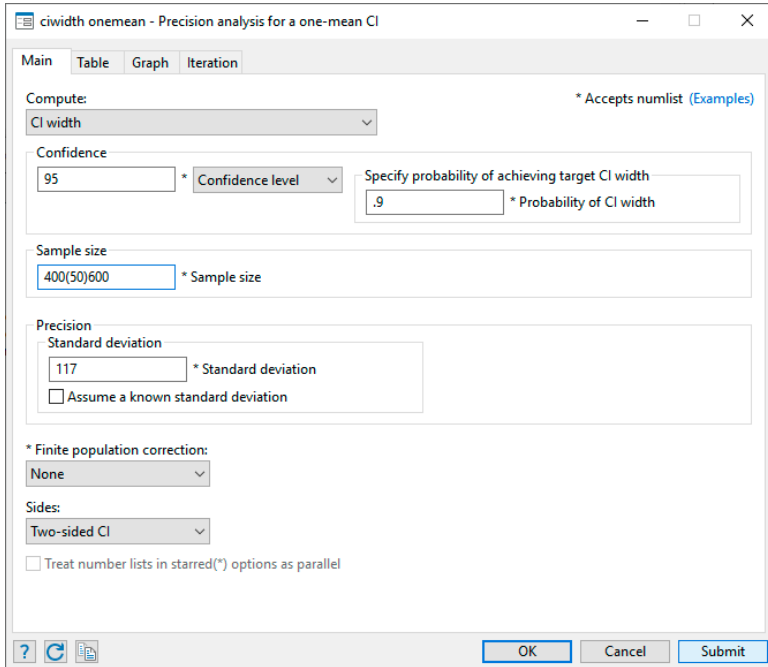 ciwidth onemean - Precision analysis for a one-mean CI
Main Table Graph Iteration
Compute:
* Accepts numlist (Examples)
CI width
Confidence
95 * Confidence level
Specify probability of achieving target CI width
.9 * Probability of CI width
Sample size
400(50)600 * Sample size
Precision
Standard deviation
117 * Standard deviation
Assume a known standard deviation
* Finite population correction:
None
Sides:
Two-sided CI
Treat number lists in starred(*) options as parallel
? OK Cancel Submit